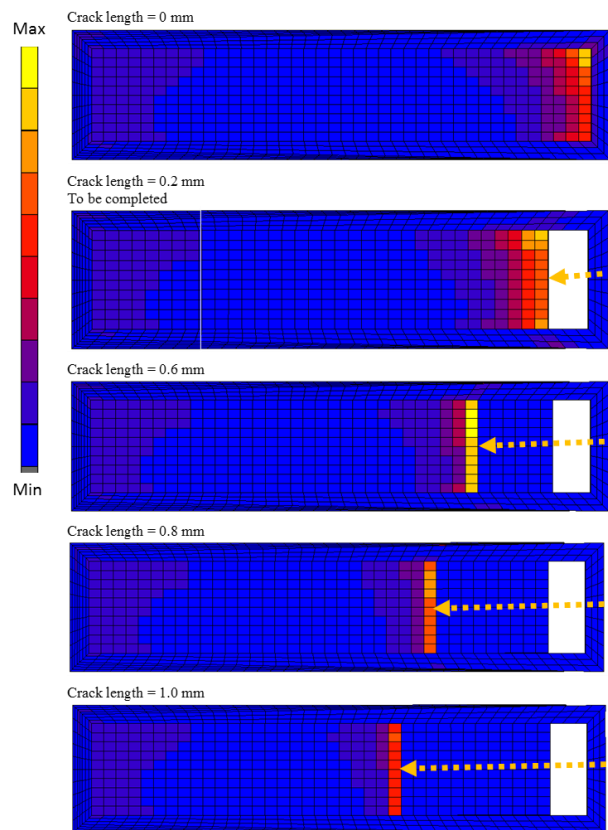 Max
Min
Crack length = 0 mm
Crack length = 0.2 mm
To be completed
Crack length = 0.6 mm
Crack length = 0.8 mm
Crack length = 1.0 mm